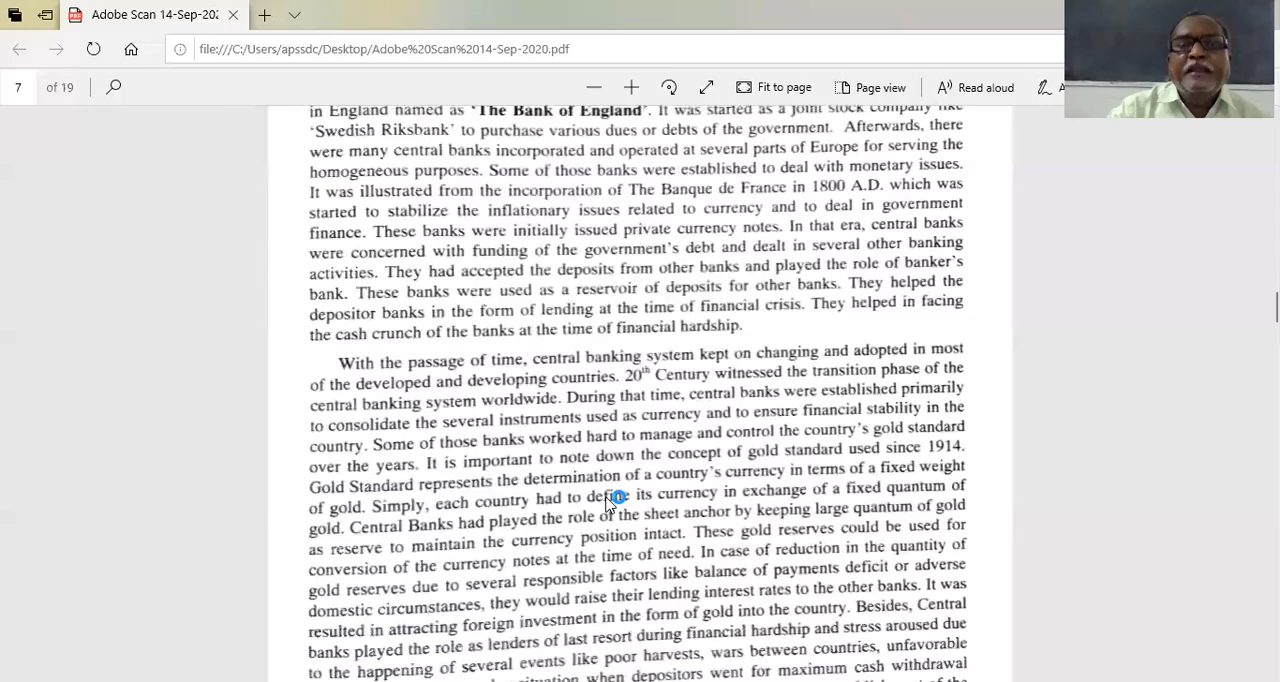 Adobe Scan 14-Sep-202
file:///C:/Users/apssdc/Desktop/Adobe%20Scan%2014-Sep-2020.pdf
7 of 19
Fit to page
Page view
Read aloud
in England named as 'The Bank of England'. It was started as a joint stock company like
'Swedish Riksbank' to purchase various dues or debts of the government. Afterwards, there
were many central banks incorporated and operated at several parts of Europe for serving the
homogeneous purposes. Some of those banks were established to deal with monetary issues.
It was illustrated from the incorporation of The Banque de France in 1800 A.D. which was
started to stabilize the inflationary issues related to currency and to deal in government
finance. These banks were initially issued private currency notes. In that era, central banks
were concerned with funding of the government's debt and dealt in several other banking
activities. They had accepted the deposits from other banks and played the role of banker's
bank. These banks were used as a reservoir of deposits for other banks. They helped the
depositor banks in the form of lending at the time of financial crisis. They helped in facing
the cash crunch of the banks at the time of financial hardship.
With the passage of time, central banking system kept on changing and adopted in most
of the developed and developing countries. 20th Century witnessed the transition phase of the
central banking system worldwide. During that time, central banks were established primarily
to consolidate the several instruments used as currency and to ensure financial stability in the
country. Some of those banks worked hard to manage and control the country's gold standard
over the years. It is important to note down the concept of gold standard used since 1914.
Gold Standard represents the determination of a country's currency in terms of a fixed weight
of gold. Simply, each country had to define its currency in exchange of a fixed quantum of
gold. Central Banks had played the role of the sheet anchor by keeping large quantum of gold
as reserve to maintain the currency position intact. These gold reserves could be used for
conversion of the currency notes at the time of need. In case of reduction in the quantity of
gold reserves due to several responsible factors like balance of payments deficit or adverse
domestic circumstances, they would raise their lending interest rates to the other banks. It was
resulted in attracting foreign investment in the form of gold into the country. Besides, Central
banks played the role as lenders of last resort during financial hardship and stress aroused due
to the happening of several events like poor harvests, wars between countries, unfavorable
situation when depositors went for maximum cash withdrawal